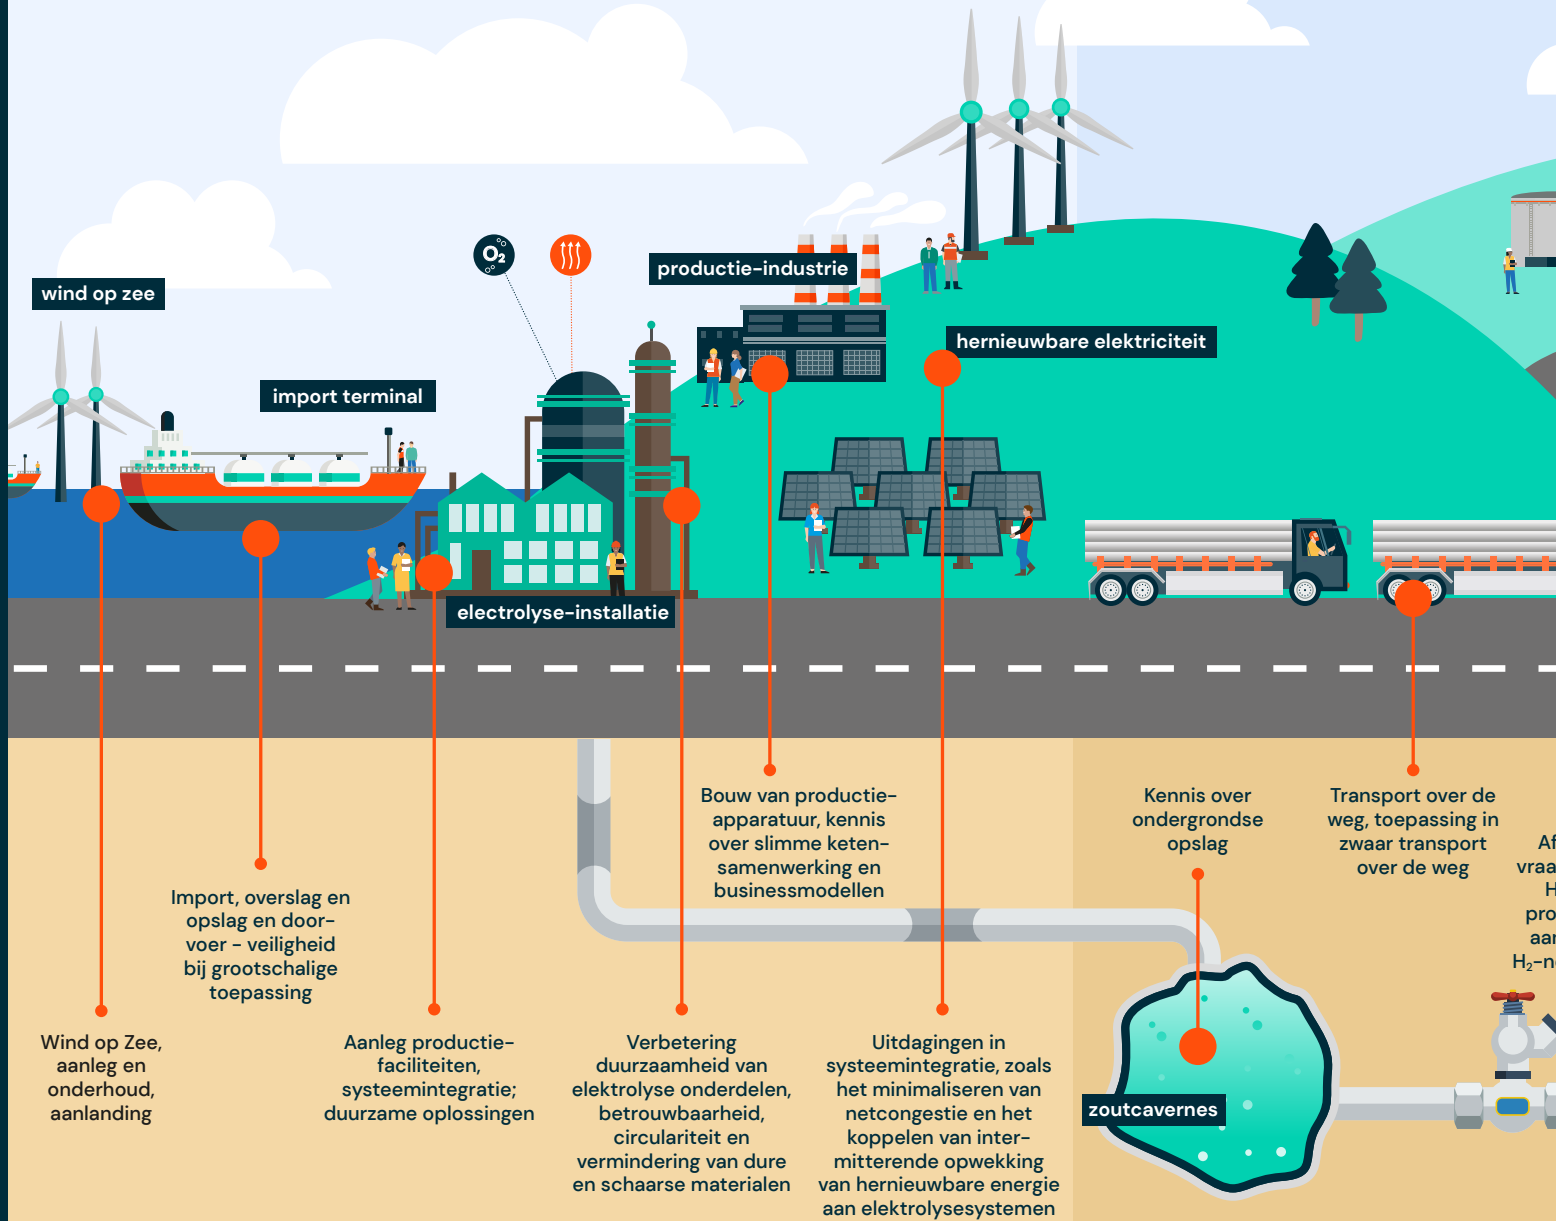 wind op zee
import terminal
O₂
productie-industrie
hernieuwbare elektriciteit
electrolyse-installatie
Wind op Zee,
aanleg en
onderhoud,
aanlanding
Import, overslag en
opslag en door-
voer - veiligheid
bij grootschalige
toepassing
Aanleg productie-
faciliteiten,
systeemintegratie;
duurzame oplossingen
Verbetering
duurzaamheid van
elektrolyse onderdelen,
betrouwbaarheid,
circulariteit en
vermindering van dure
en schaarse materialen
Bouw van productie-
apparatuur, kennis
over slimme keten-
samenwerking en
businessmodellen
Uitdagingen in
systeemintegratie, zoals
het minimaliseren van
netcongestie en het
koppelen van inter-
mitterende opwekking
van hernieuwbare energie
aan elektrolysesystemen
Kennis over
ondergrondse
opslag
zoutcavernes
Transport over de
weg, toepassing in
zwaar transport
over de weg